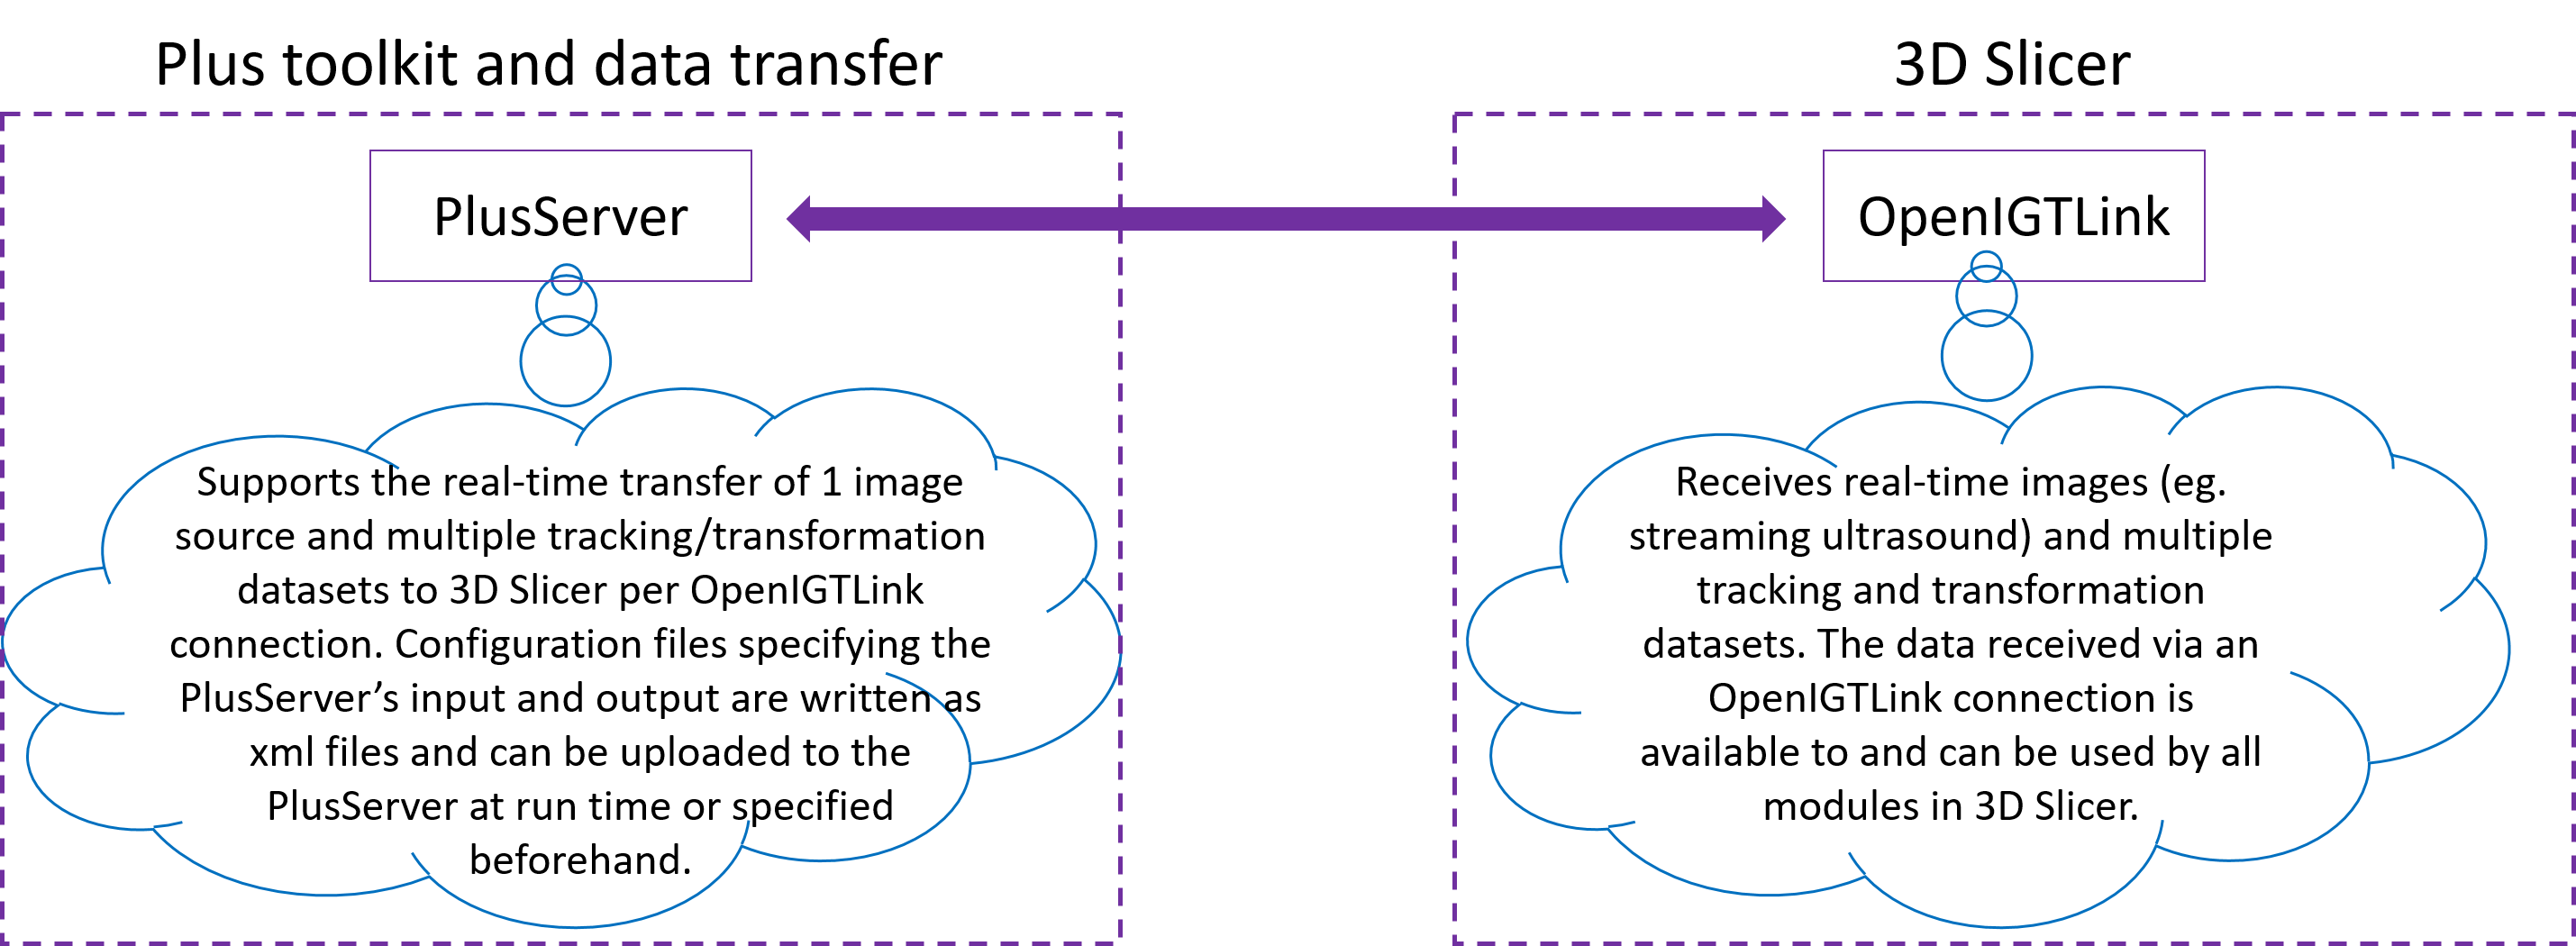 Plus toolkit and data transfer
PlusServer
Supports the real-time transfer of 1 image
source and multiple tracking/transformation
datasets to 3D Slicer per OpenIGTLink
connection. Configuration files specifying the
PlusServer’s input and output are written as
xml files and can be uploaded to the
PlusServer at run time or specified
beforehand.
3D Slicer
OpenIGTLink
Receives real-time images (eg.
streaming ultrasound) and multiple
tracking and transformation
datasets. The data received via an
OpenIGTLink connection is
available to and can be used by all
modules in 3D Slicer.